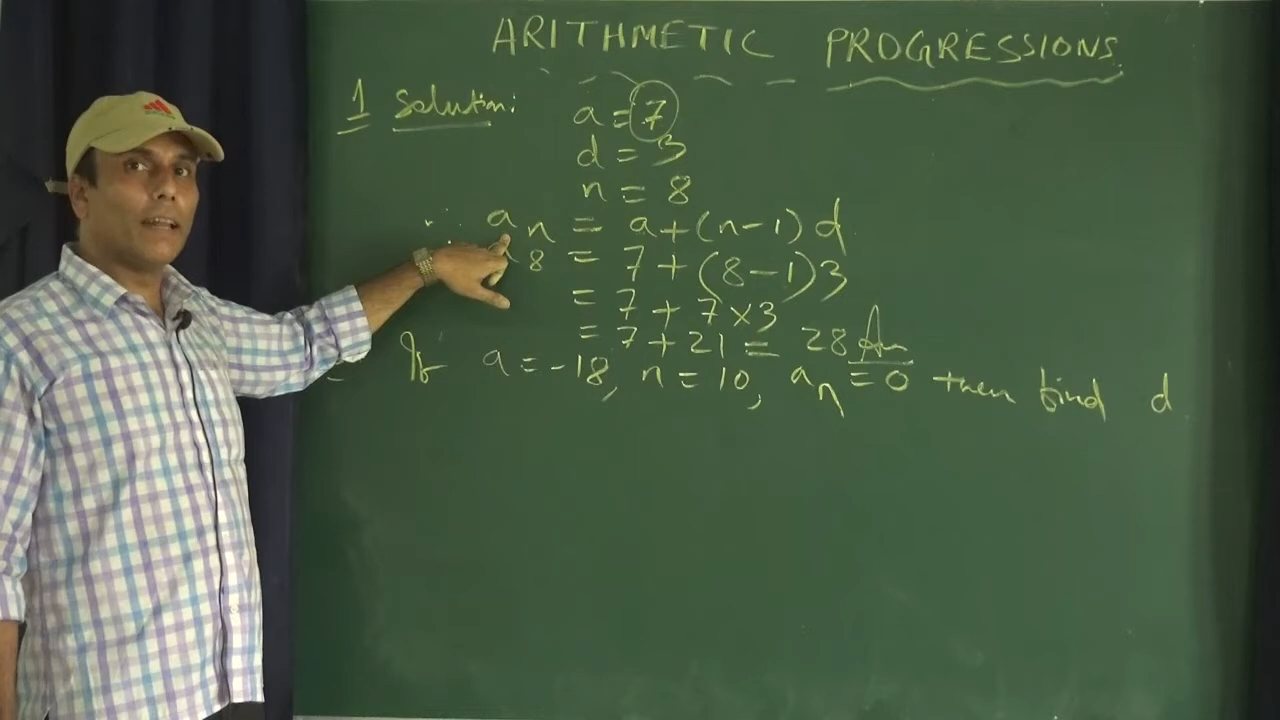 ARITHMETIC PROGRESSIONS
1 Solution:
a = 7
d = 3
n = 8
∴ aₙ = a + (n - 1) d
a₈ = 7 + (8 - 1) 3
= 7 + 7 × 3
= 7 + 21 = 28 An
If a = -18, n = 10, aₙ = 0 then find d